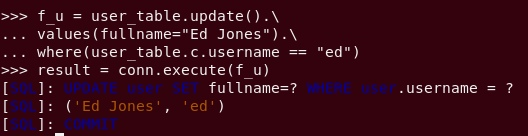 >>> f_u = user_table.update().\
... values(fullname="Ed Jones").\
... where(user_table.c.username == "ed")
>>> result = conn.execute(f_u)
[SQL]: UPDATE user SET fullname=? WHERE user.username = ?
[SQL]: ('Ed Jones', 'ed')
[SQL]: COMMIT